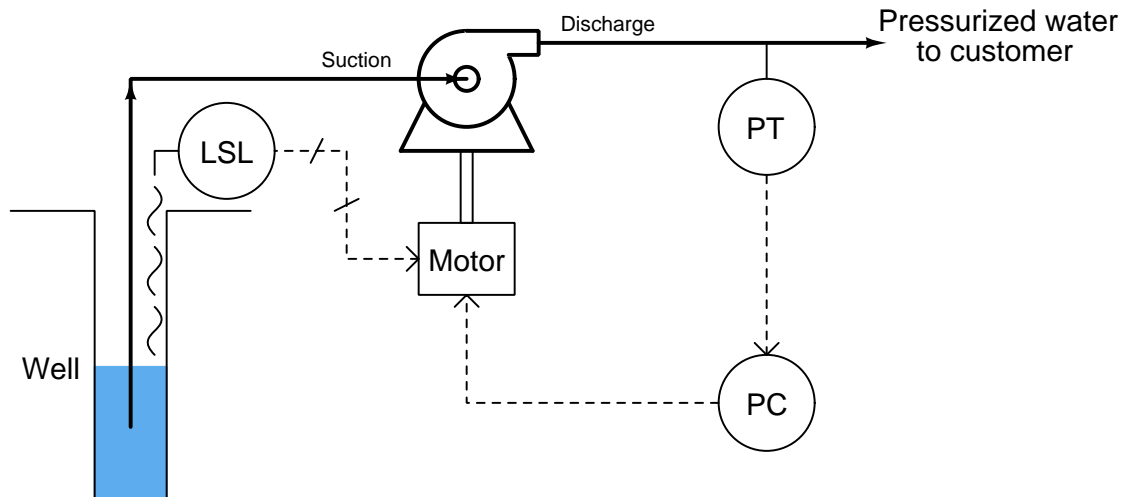 Suction
Discharge
Pressurized water
to customer
LSL
PT
Motor
Well
PC